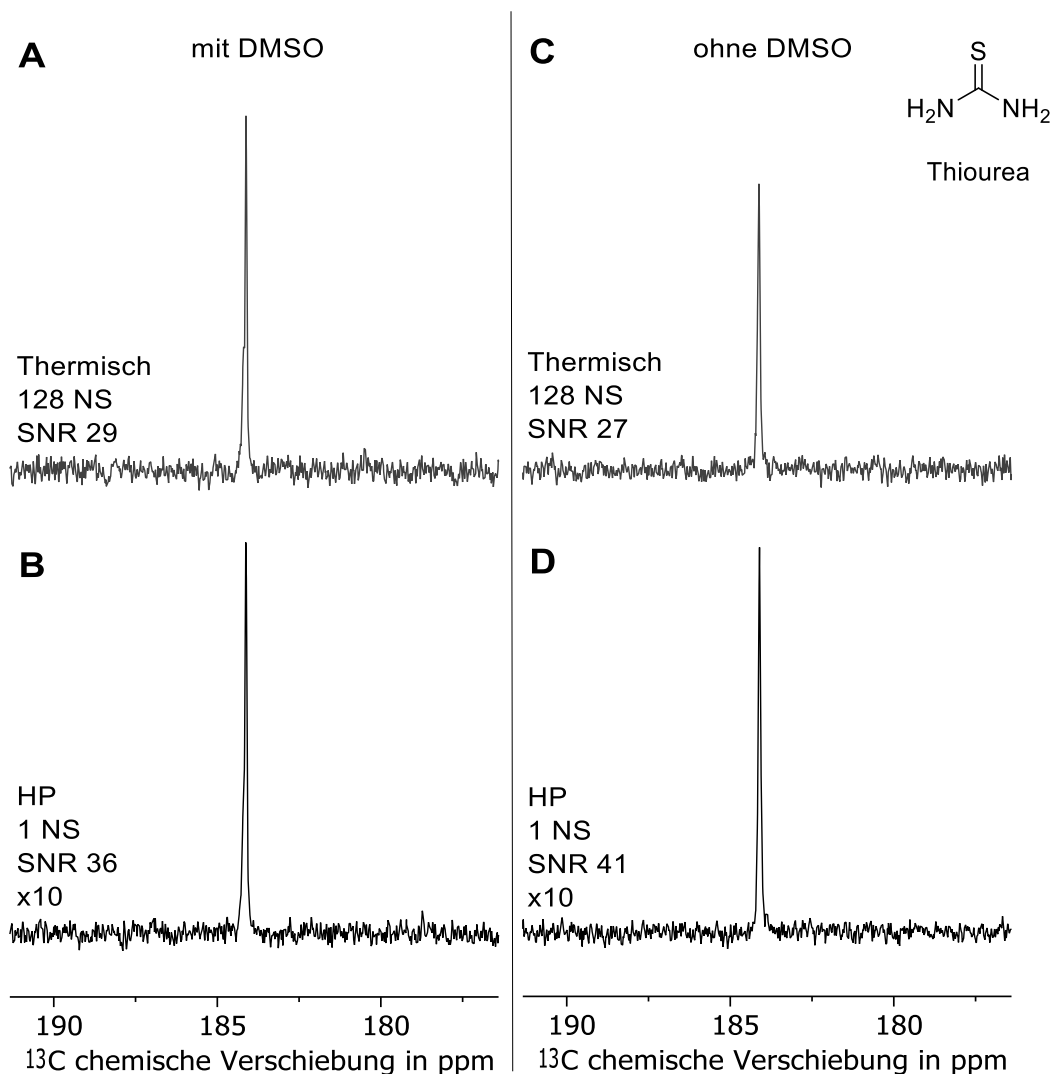 A
mit DMSO
Thermisch
128 NS
SNR 29
B
HP
1 NS
SNR 36
x10
190
185
180
13C chemische Verschiebung in ppm
C
ohne DMSO
S
H2N
NH2
Thiourea
Thermisch
128 NS
SNR 27
D
HP
1 NS
SNR 41
x10
190
185
180
13C chemische Verschiebung in ppm